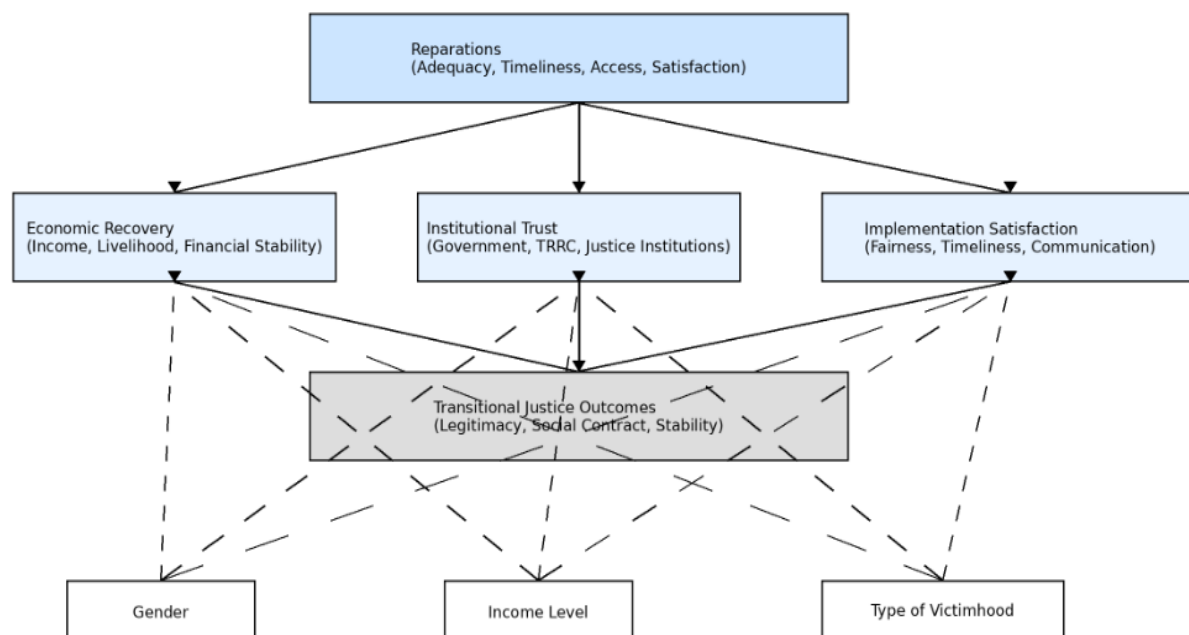 Reparations
(Adequacy, Timeliness, Access, Satisfaction)
Economic Recovery
(Income, Livelihood, Financial Stability)
Institutional Trust
(Government, TRRC, Justice Institutions)
Implementation Satisfaction
(Fairness, Timeliness, Communication)
Transitional Justice Outcomes
(Legitimacy, Social Contract, Stability)
Gender
Income Level
Type of Victimhood